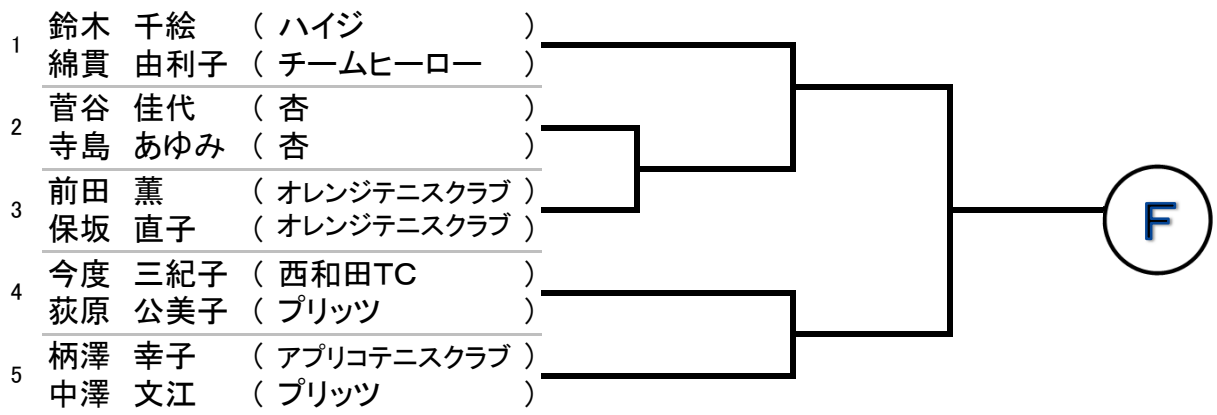 1
鈴木 千絵 ( ハイジ )
綿貫 由利子 ( チームヒーロー )
2
菅谷 佳代 ( 杏 )
寺島 あゆみ ( 杏 )
3
前田 薫 ( オレンジテニスクラブ )
保坂 直子 ( オレンジテニスクラブ )
4
今度 三紀子 ( 西和田TC )
荻原 公美子 ( プリッツ )
5
柄澤 幸子 ( アプリコテニスクラブ )
中澤 文江 ( プリッツ )
F